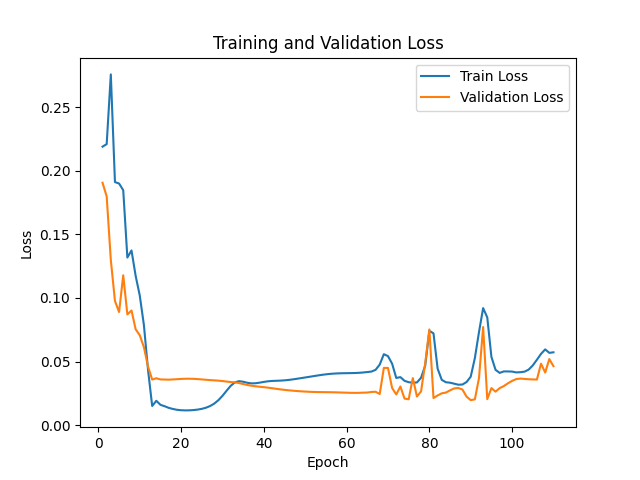 Training and Validation Loss
Train Loss
Validation Loss
0.25
0.20
0.15
0.10
0.05
0.00
Loss
0 20 40 60 80 100
Epoch